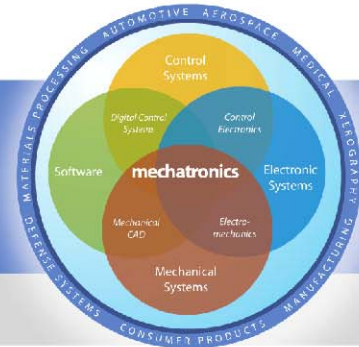 MATERIALS PROCESSING AUTOMOTIVE AEROSPACE MEDICAL XEROGRAPHY MANUFACTURING CONSUMER PRODUCTS DEFENSE SYSTEMS
Control
Systems
Digital Control
System
Control
Electronics
Software
mechatronics
Electronic
Systems
Mechanical
CAD
Electro-
mechanics
Mechanical
Systems